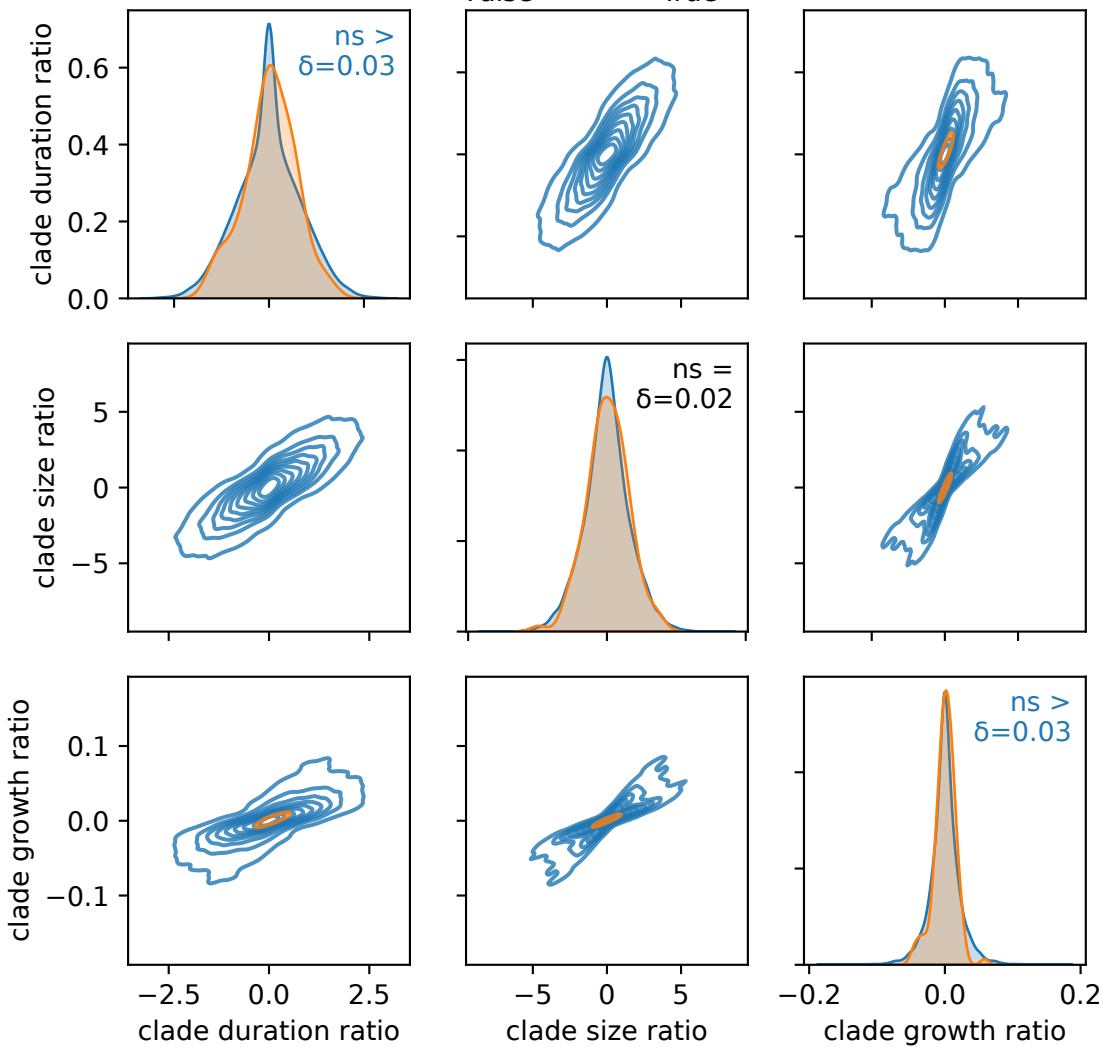 clade duration ratio
0.6
0.4
0.2
0.0
ns >
δ=0.03
clade size ratio
5
0
−5
−5 0 5
ns =
δ=0.02
clade growth ratio
0.1
0.0
−0.1
ns >
δ=0.03
−2.5 0.0 2.5
−5 0 5
−0.2 0.0 0.2
clade duration ratio
clade size ratio
clade growth ratio